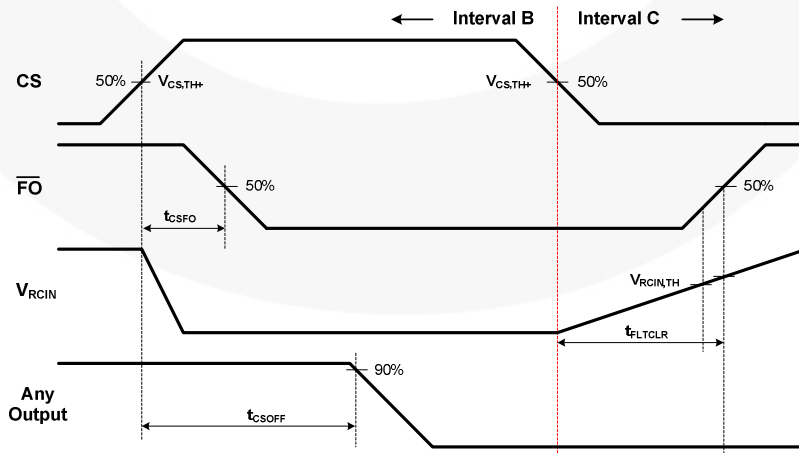 Interval B Interval C
CS 50% VCS,TH+ VCS,TH+ 50%
FO 50% 50%
tCSFO
VRCIN VRCIN,TH
tFLTCLR
90%
Any
Output
tCSOFF